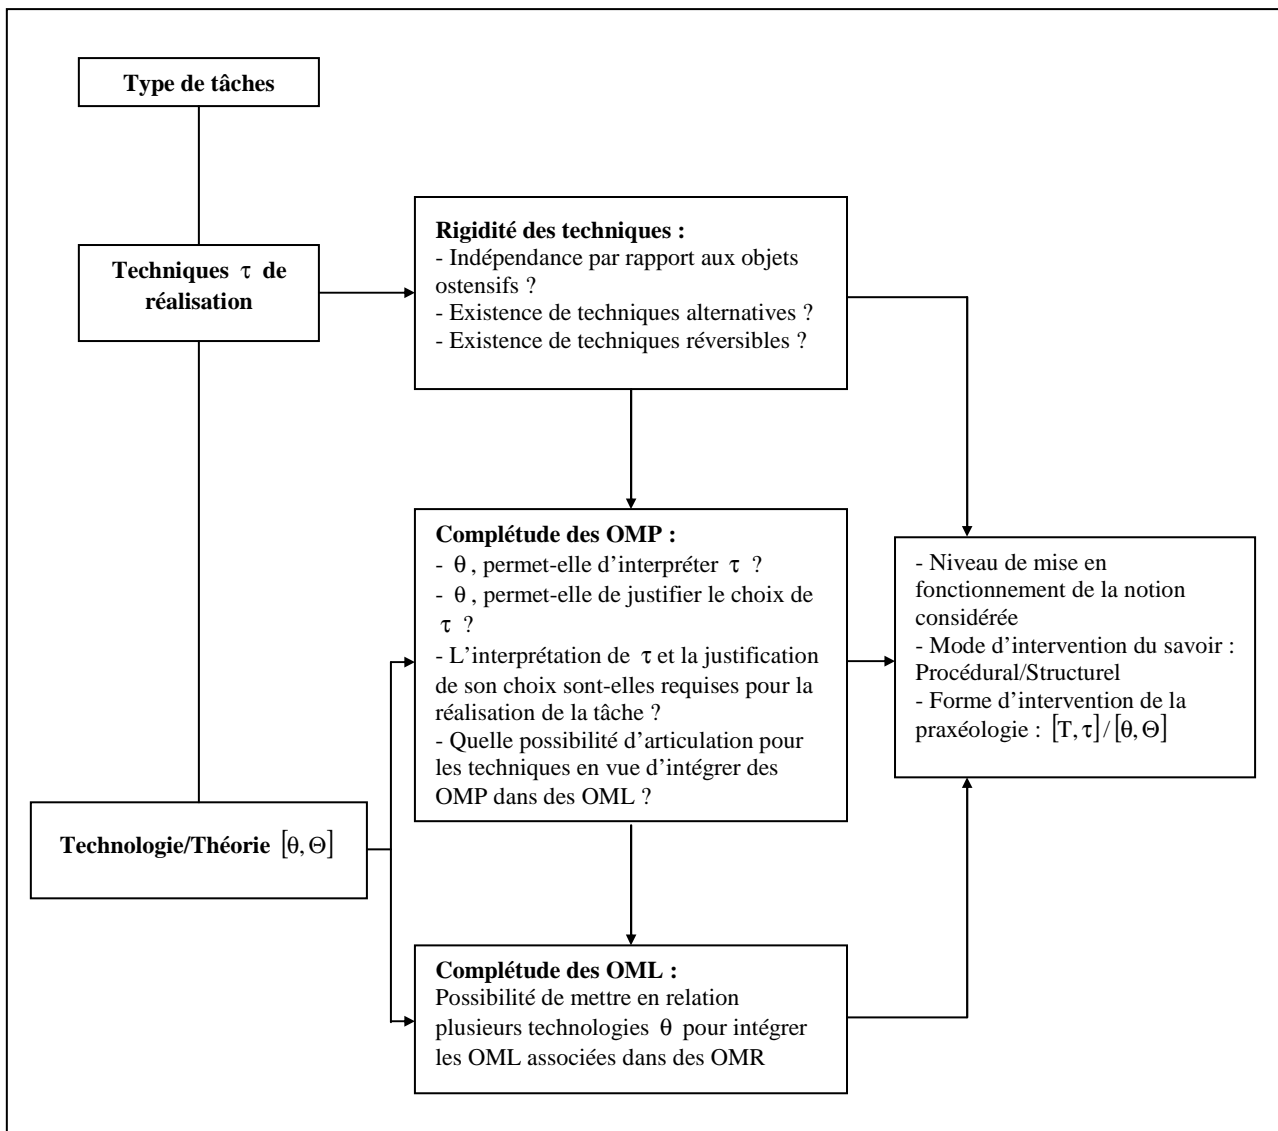 Type de tâches
Techniques τ de
réalisation
Rigidité des techniques :
- Indépendance par rapport aux objets
ostensifs ?
- Existence de techniques alternatives ?
- Existence de techniques réversibles ?
Complétude des OMP :
- θ, permet-elle d’interpréter τ ?
- θ, permet-elle de justifier le choix de
τ ?
- L’interprétation de τ et la justification
de son choix sont-elles requises pour la
réalisation de la tâche ?
- Quelle possibilité d’articulation pour
les techniques en vue d’intégrer des
OMP dans des OML ?
- Niveau de mise en
fonctionnement de la notion
considérée
- Mode d’intervention du savoir :
Procédural/Structurel
- Forme d’intervention de la
praxéologie : [T, τ] / [θ, Θ]
Technologie/Théorie [θ, Θ]
Complétude des OML :
Possibilité de mettre en relation
plusieurs technologies θ pour intégrer
les OML associées dans des OMR